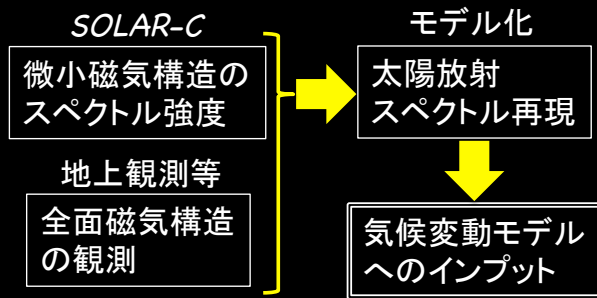 SOLAR-C
微小磁気構造の
スペクトル強度
地上観測等
全面磁気構造
の観測
モデル化
太陽放射
スペクトル再現
気候変動モデル
へのインプット